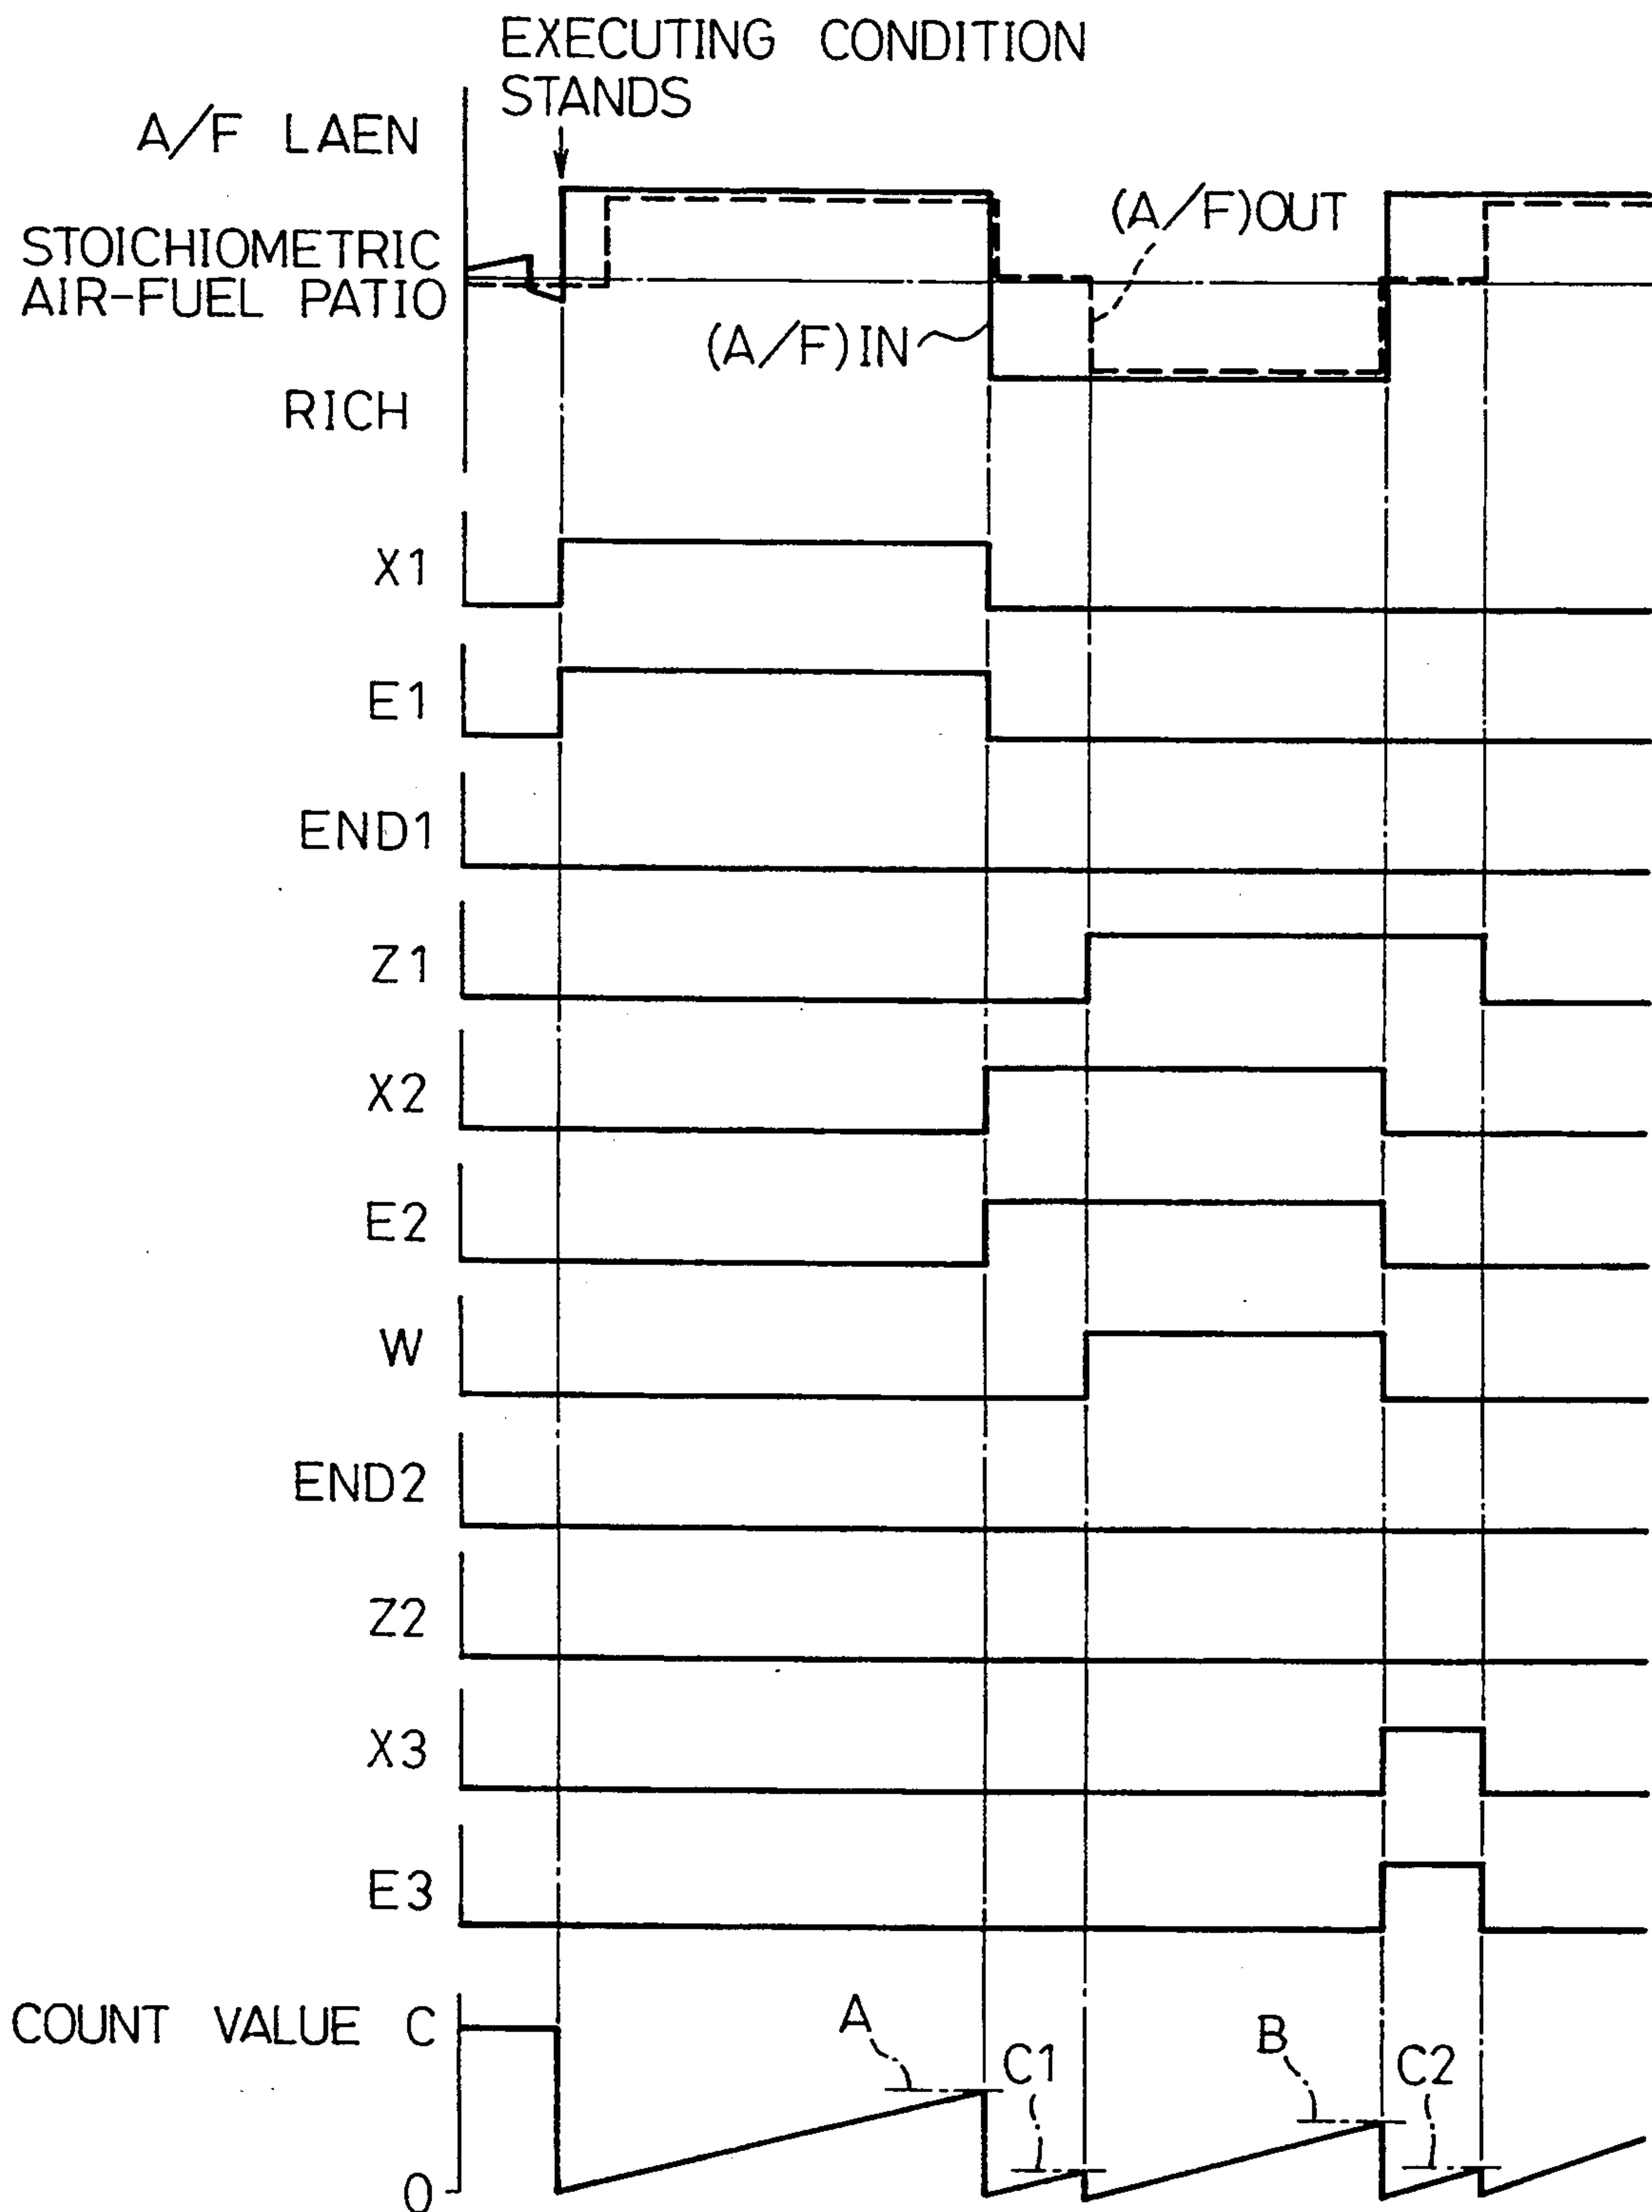 EXECUTING CONDITION
STANDS
A/F LAEN
(A/F)OUT
STOICHIOMETRIC
AIR-FUEL PATIO
(A/F)IN
RICH
X1
E1
END1
Z1
X2
E2
W
END2
Z2
X3
E3
COUNT VALUE C
A
C1
B
C2
0